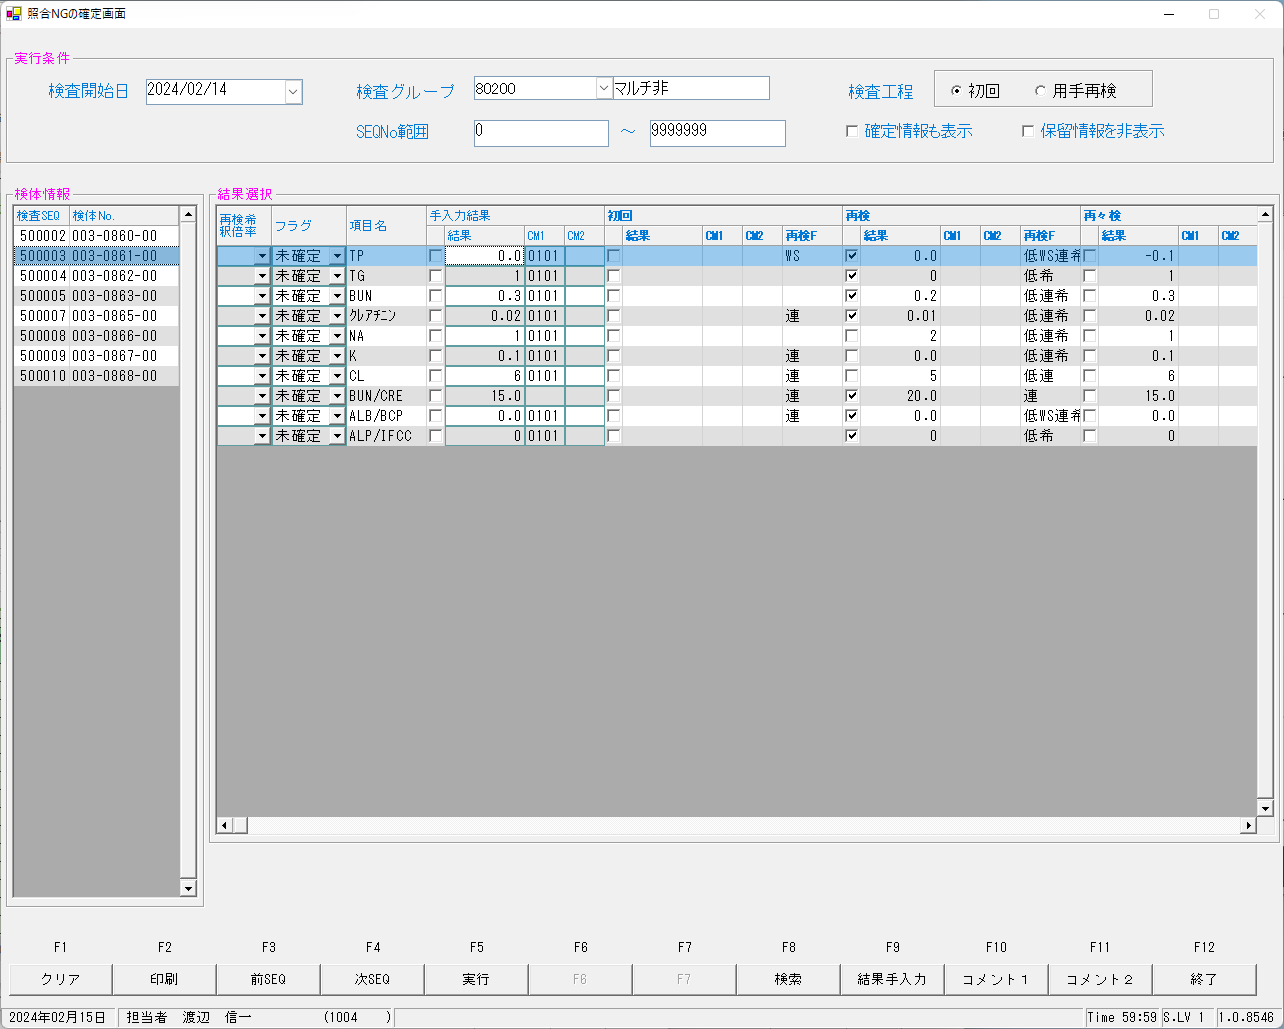 照合NGの確定画面
実行条件
検査開始日 2024/02/14 検査グループ 80200 マルチ非 検査工程 初回 用手再検
SEQNo範囲 0 ～ 9999999 確定情報も表示 保留情報を非表示
検体情報
検査SEQ 検体No.
500002 003-0860-00
500003 003-0861-00
500004 003-0862-00
500005 003-0863-00
500007 003-0865-00
500008 003-0866-00
500009 003-0867-00
500010 003-0868-00
結果選択
再検希釈倍率 フラグ 項目名 手入力結果 初回 再検 再々検
結果 CM1 CM2 結果 CM1 CM2 再検F 結果 CM1 CM2 再検F 結果 CM1 CM2
未確定 TP 0.0 0101 WS 0.0 低WS連希 -0.1
未確定 TG 1 0101 0 低希 1
未確定 BUN 0.3 0101 0.2 低連希 0.3
未確定 クレアチニン 0.02 0101 連 0.01 低連希 0.02
未確定 NA 1 0101 2 低連希 1
未確定 K 0.1 0101 連 0.0 低連希 0.1
未確定 CL 6 0101 連 5 低連 6
未確定 BUN/CRE 15.0 連 20.0 連 15.0
未確定 ALB/BCP 0.0 0101 連 0.0 低WS連希 0.0
未確定 ALP/IFCC 0 0101 0 低希 0
F1 F2 F3 F4 F5 F6 F7 F8 F9 F10 F11 F12
クリア 印刷 前SEQ 次SEQ 実行 F6 F7 検索 結果手入力 コメント１ コメント２ 終了
2024年02月15日 担当者 渡辺 信一 (1004 ) Time 59:59 S.LV 1 1.0.8546